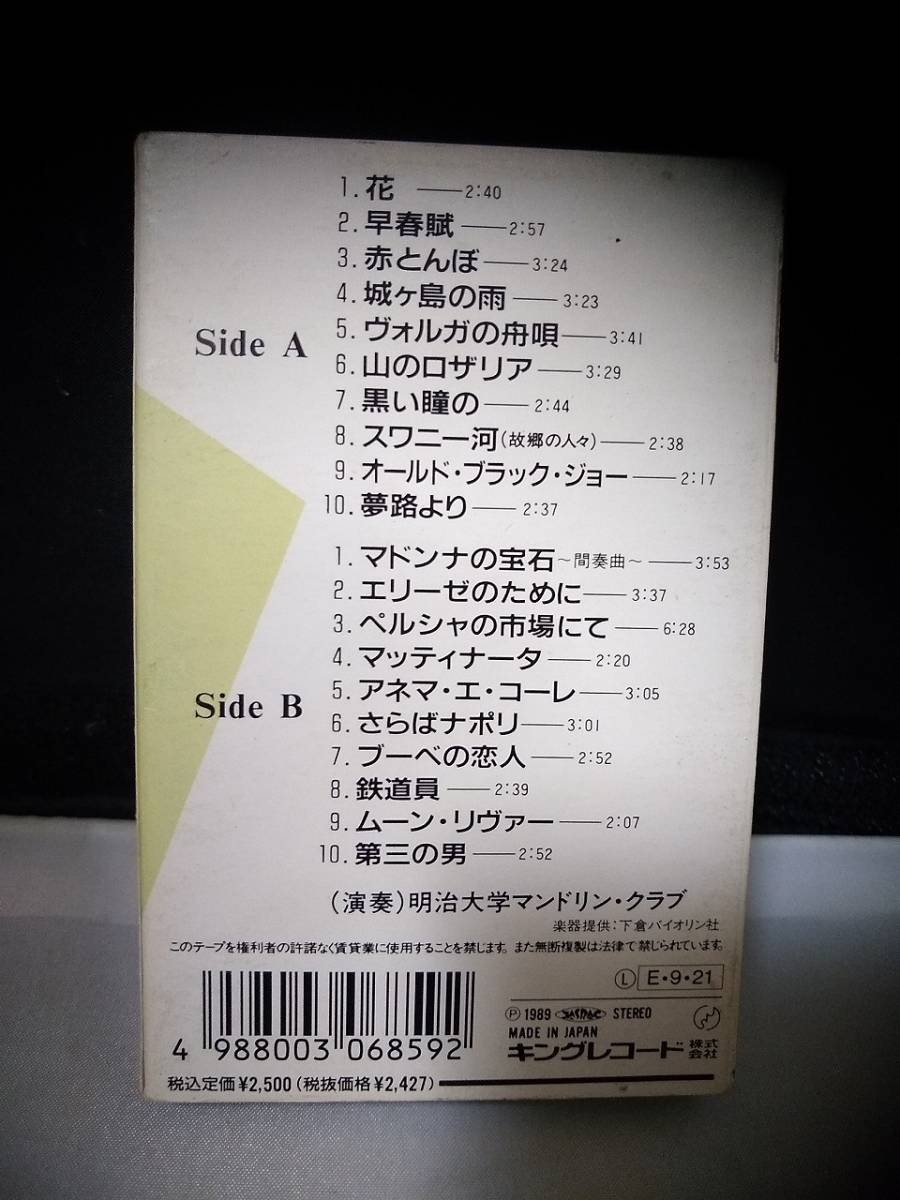 Side A
1. 花 ——2:40
2. 早春賦——2:57
3. 赤とんぼ——3:24
4. 城ヶ島の雨——3:23
5. ヴォルガの舟唄——3:41
6. 山のロザリア——3:29
7. 黒い瞳の——2:44
8. スワニー河(故郷の人々)——2:38
9. オールド・ブラック・ジョー——2:17
10. 夢路より——2:37
Side B
1. マドンナの宝石〜間奏曲〜——3:53
2. エリーゼのために——3:37
3. ペルシャの市場にて——6:28
4. マッティナータ——2:20
5. アネマ・エ・コーレ——3:05
6. さらばナポリ——3:01
7. ブーベの恋人——2:52
8. 鉄道員——2:39
9. ムーン・リヴァー——2:07
10. 第三の男——2:52
(演奏)明治大学マンドリン・クラブ
楽器提供:下倉バイオリン社
このテープを権利者の許諾なく賃貸業に使用することを禁じます。また無断複製は法律で禁じられています。
Ⓛ E・9・21
Ⓟ 1989 JASRAC STEREO
MADE IN JAPAN
キングレコード株式会社
4 988003 068592
税込定価¥2,500(税抜価格¥2,427)